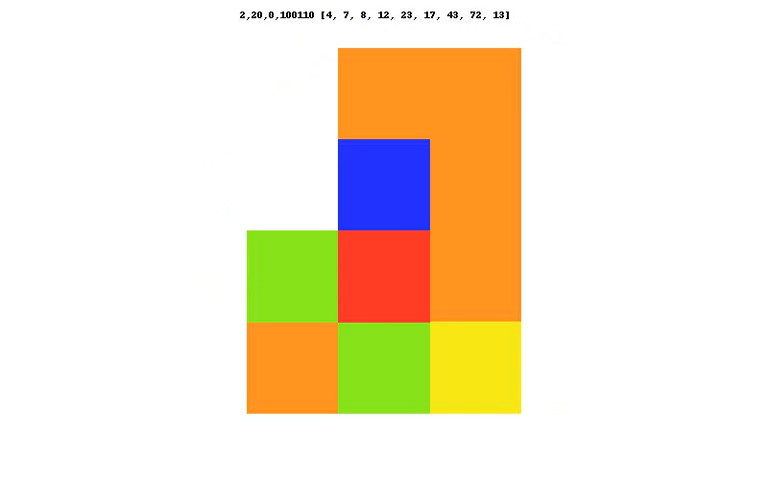 2,20,0,100110 [4, 7, 8, 12, 23, 17, 43, 72, 13]